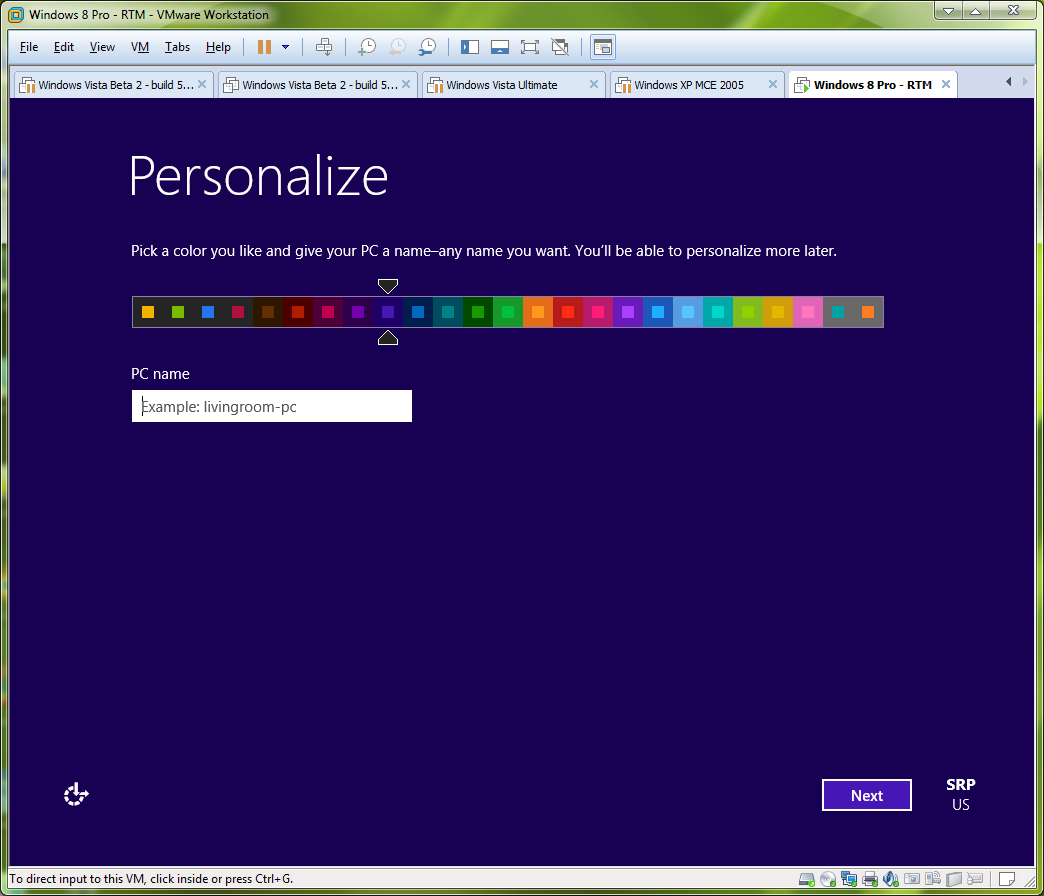 Windows 8 Pro - RTM - VMware Workstation
File Edit View VM Tabs Help
Windows Vista Beta 2 - build 5... Windows Vista Beta 2 - build 5... Windows Vista Ultimate Windows XP MCE 2005 Windows 8 Pro - RTM
Personalize
Pick a color you like and give your PC a name–any name you want. You’ll be able to personalize more later.
PC name
Example: livingroom-pc
Next
SRP
US
To direct input to this VM, click inside or press Ctrl+G.